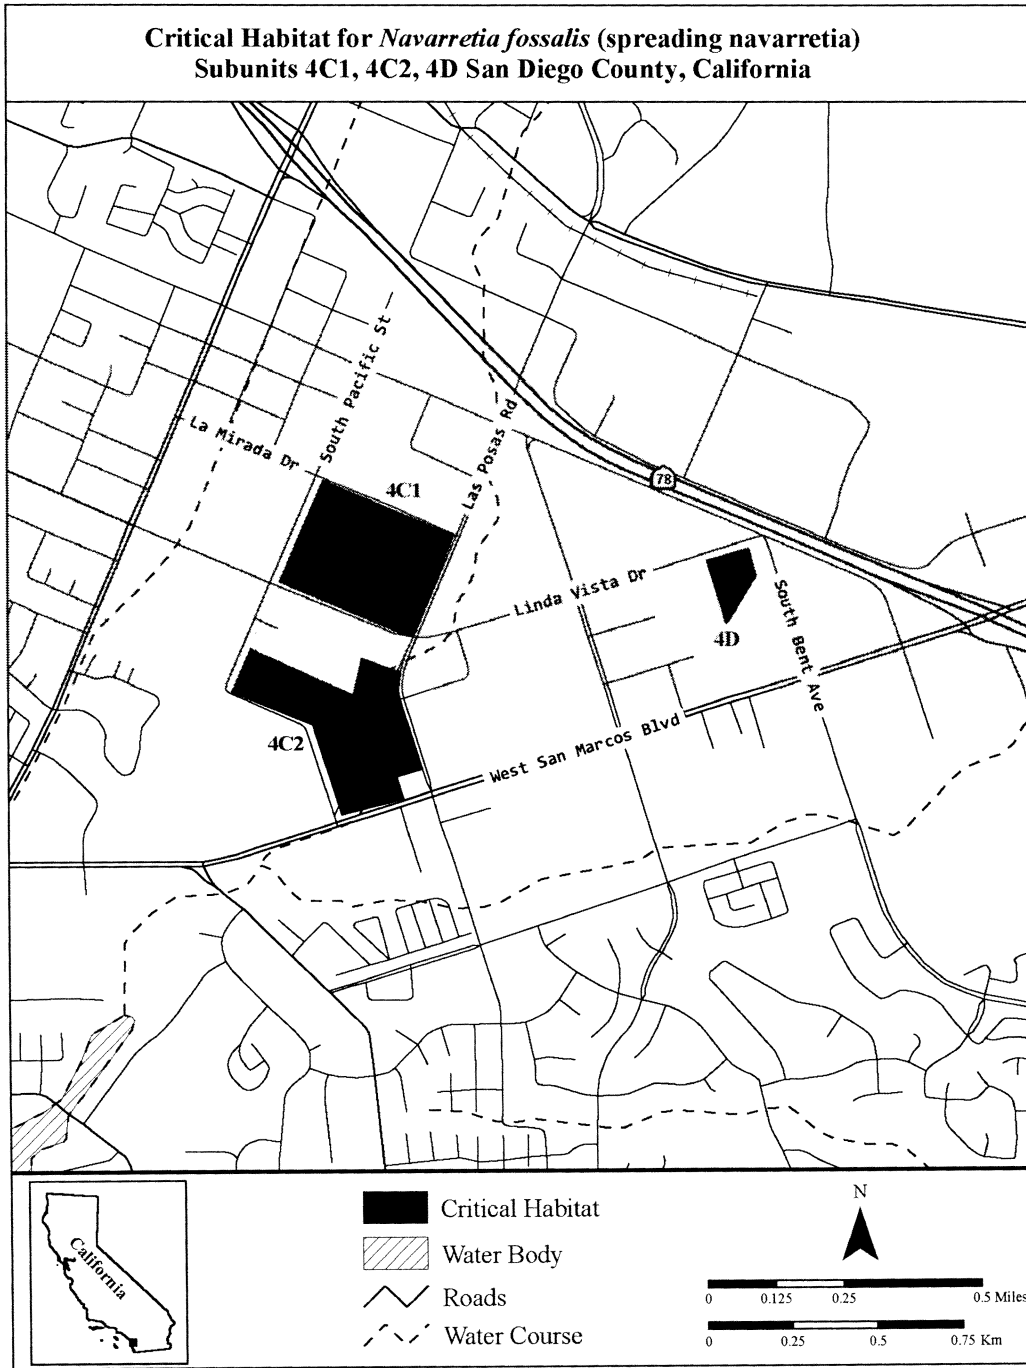 Critical Habitat for Navarretia fossalis (spreading navarretia)
Subunits 4C1, 4C2, 4D San Diego County, California
South Pacific St
La Mirada Dr
Las Posas Rd
4C1
78
Linda Vista Dr
4D
South Bent Ave
4C2
West San Marcos Blvd
California
Critical Habitat
Water Body
Roads
Water Course
N
0 0.125 0.25 0.5 Miles
0 0.25 0.5 0.75 Km